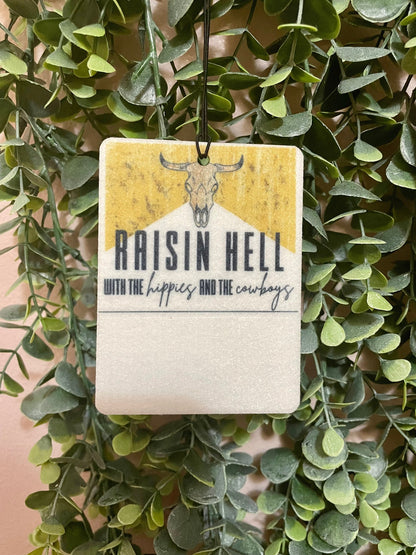 RAISIN HELL
WITH THE hippies AND THE cowboys